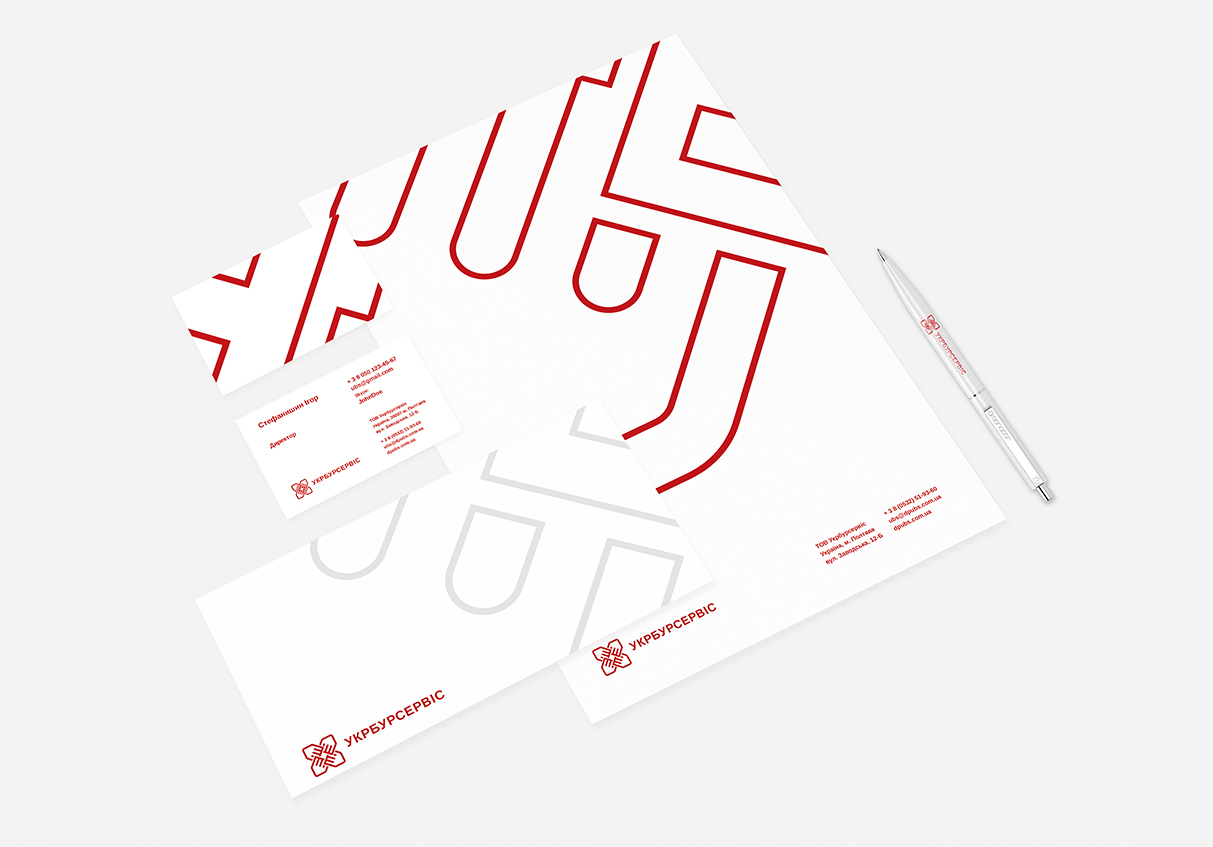 Стефанишин Ігор
Директор
+ 3 8 050 123-45-67
ubs@gmail.com
Skype:
JohnDoe
ТОВ Укрбурсервіс
Україна, 36007 м. Полтава
вул. Заводська, 12-Б
+ 3 8 (0532) 51-93-60
ubs@dpubs.com.ua
dpubs.com.ua
УКРБУРСЕРВІС
УКРБУРСЕРВІС
ТОВ Укрбурсервіс
Україна, м. Полтава
вул. Заводська, 12-Б
+ 3 8 (0532) 51-93-60
ubs@dpubs.com.ua
dpubs.com.ua
УКРБУРСЕРВІС
УКРБУРСЕРВІС